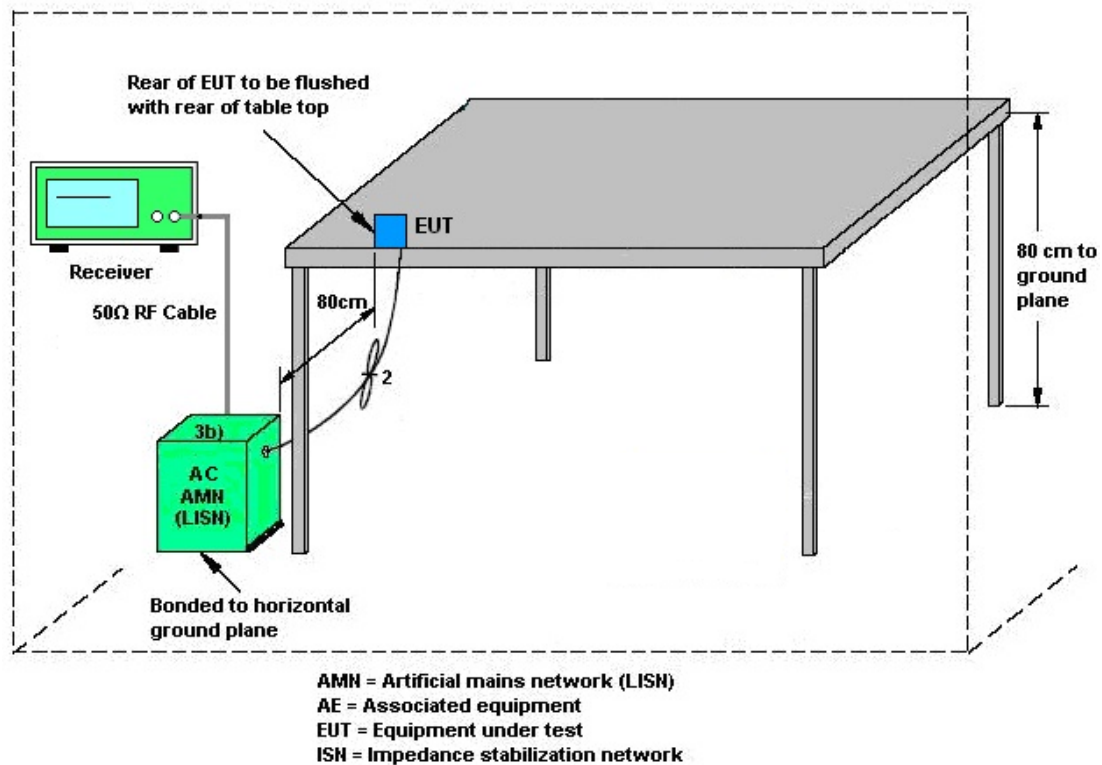 Rear of EUT to be flushed
with rear of table top
EUT
Receiver
50Ω RF Cable
80cm
80 cm to
ground
plane
2
3b)
AC
AMN
(LISN)
Bonded to horizontal
ground plane
AMN = Artificial mains network (LISN)
AE = Associated equipment
EUT = Equipment under test
ISN = Impedance stabilization network